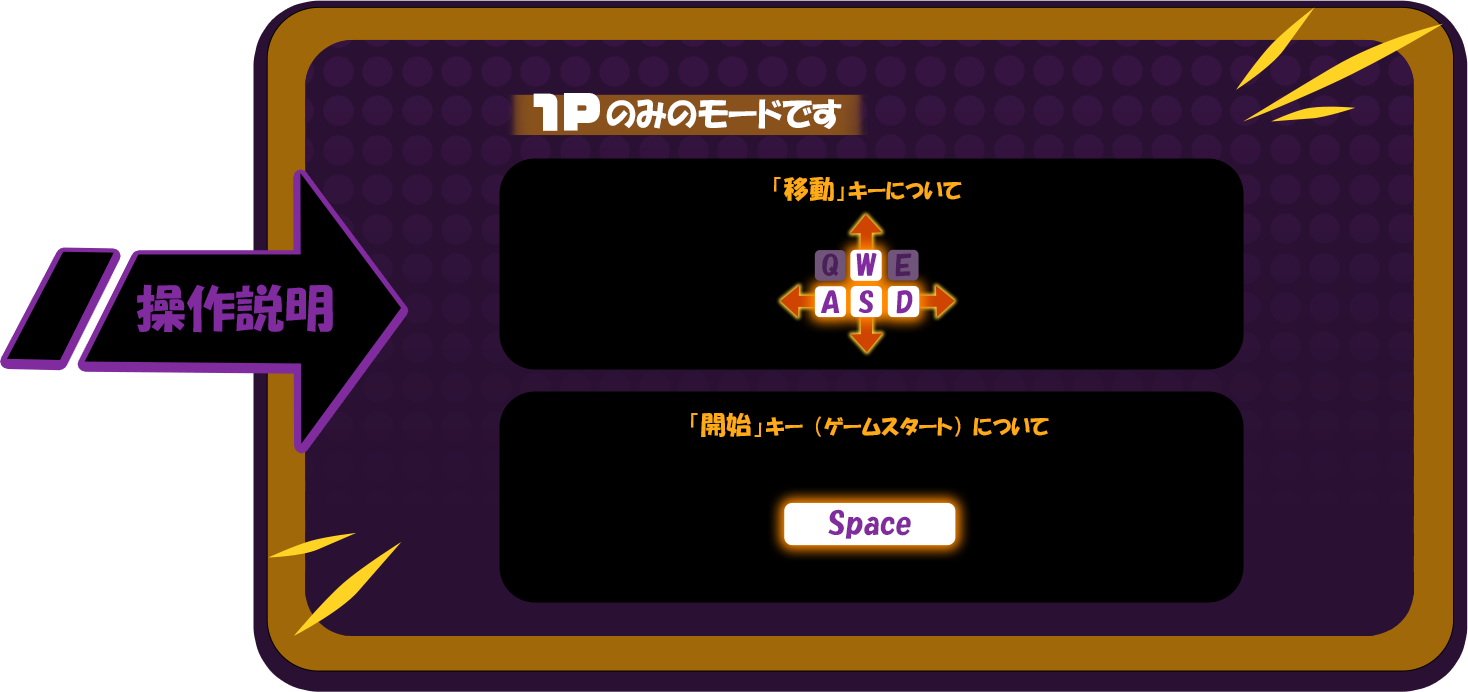 1Pのみのモードです
「移動」キーについて
Q W E
A S D
操作説明
「開始」キー（ゲームスタート）について
Space